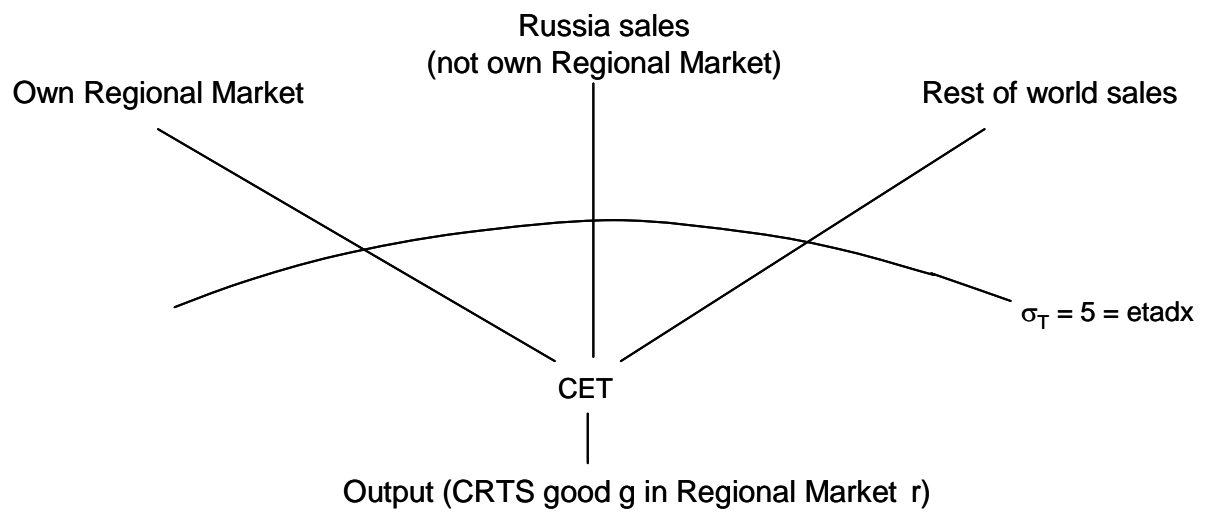 Russia sales
(not own Regional Market)
Own Regional Market
Rest of world sales
σT = 5 = etadx
CET
Output (CRTS good g in Regional Market r)